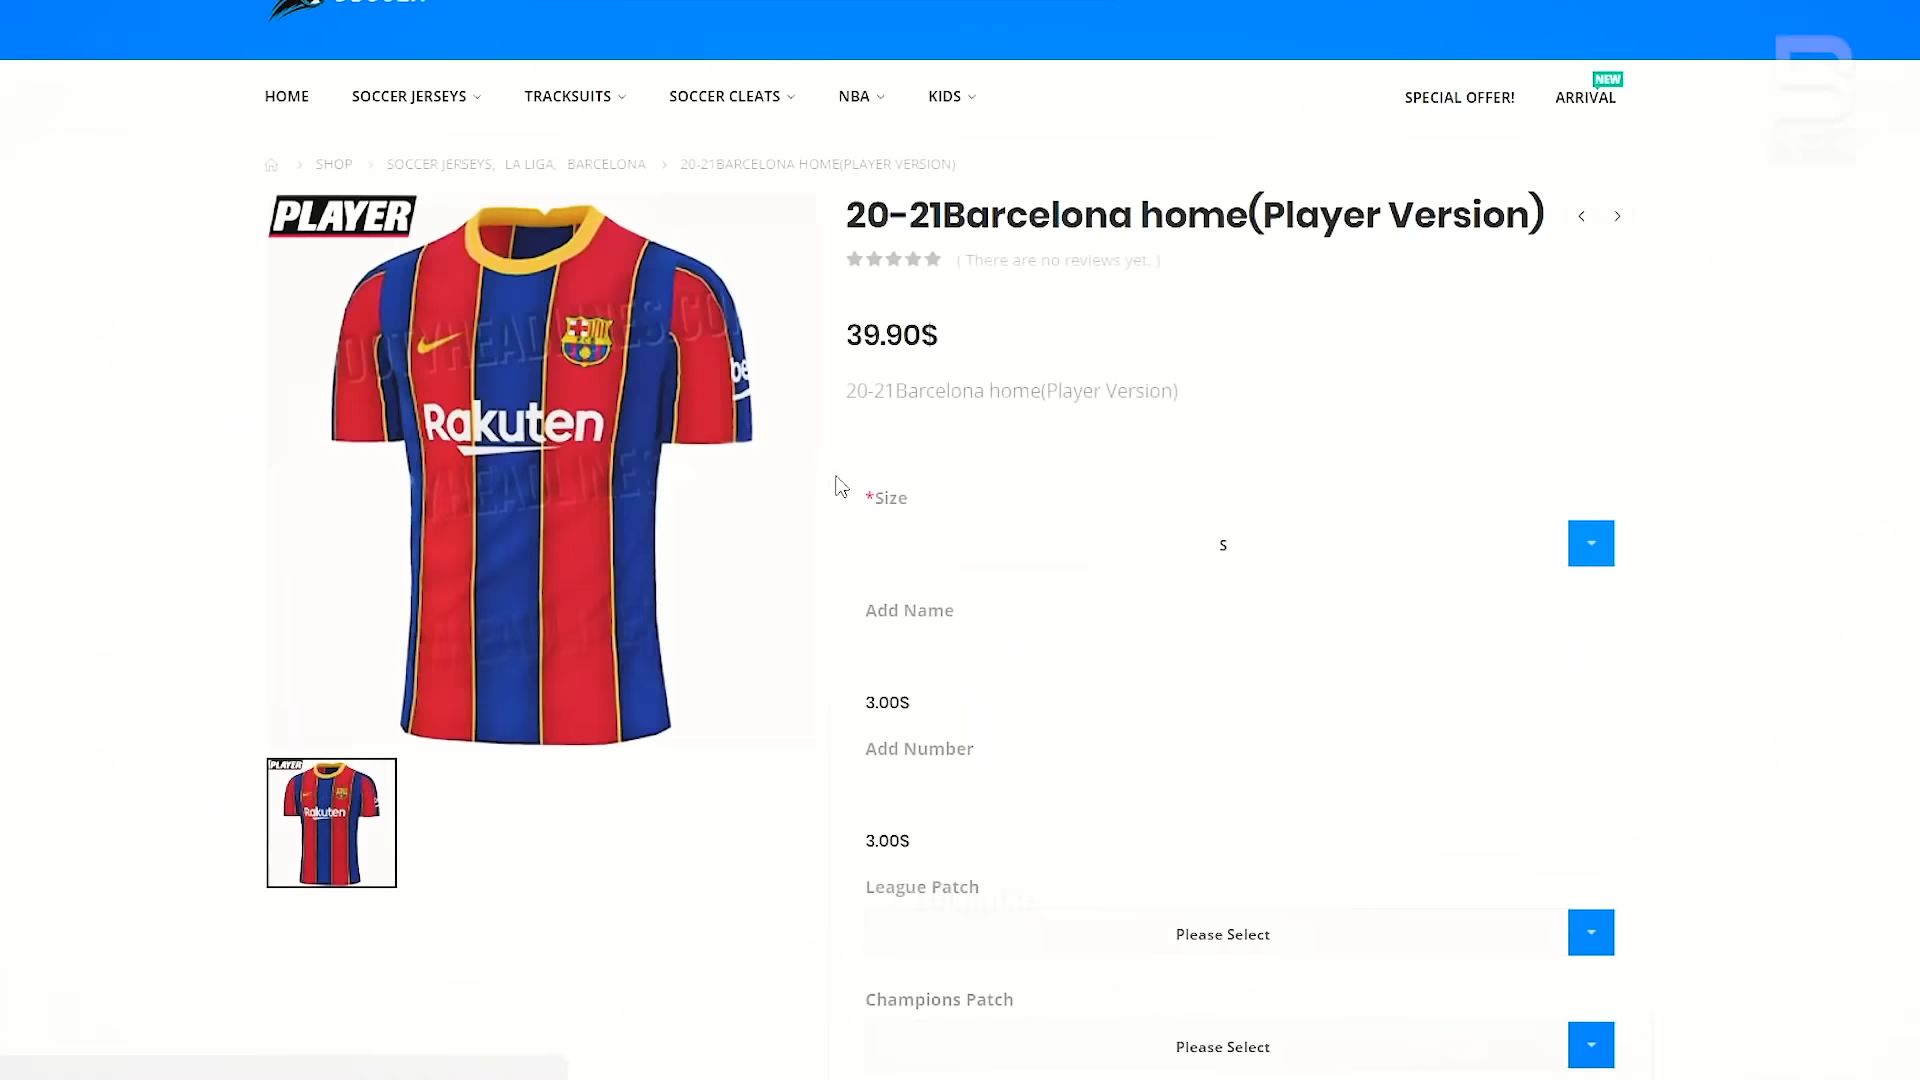 HOME SOCCER JERSEYS TRACKSUITS SOCCER CLEATS NBA KIDS SPECIAL OFFER! ARRIVAL NEW
SHOP SOCCER JERSEYS, LA LIGA, BARCELONA 20-21BARCELONA HOME(PLAYER VERSION)
PLAYER
Rakuten
PLAYER
Rakuten
20-21Barcelona home(Player Version)
( There are no reviews yet. )
39.90$
20-21Barcelona home(Player Version)
*Size
S
Add Name
3.00$
Add Number
3.00$
League Patch
Please Select
Champions Patch
Please Select